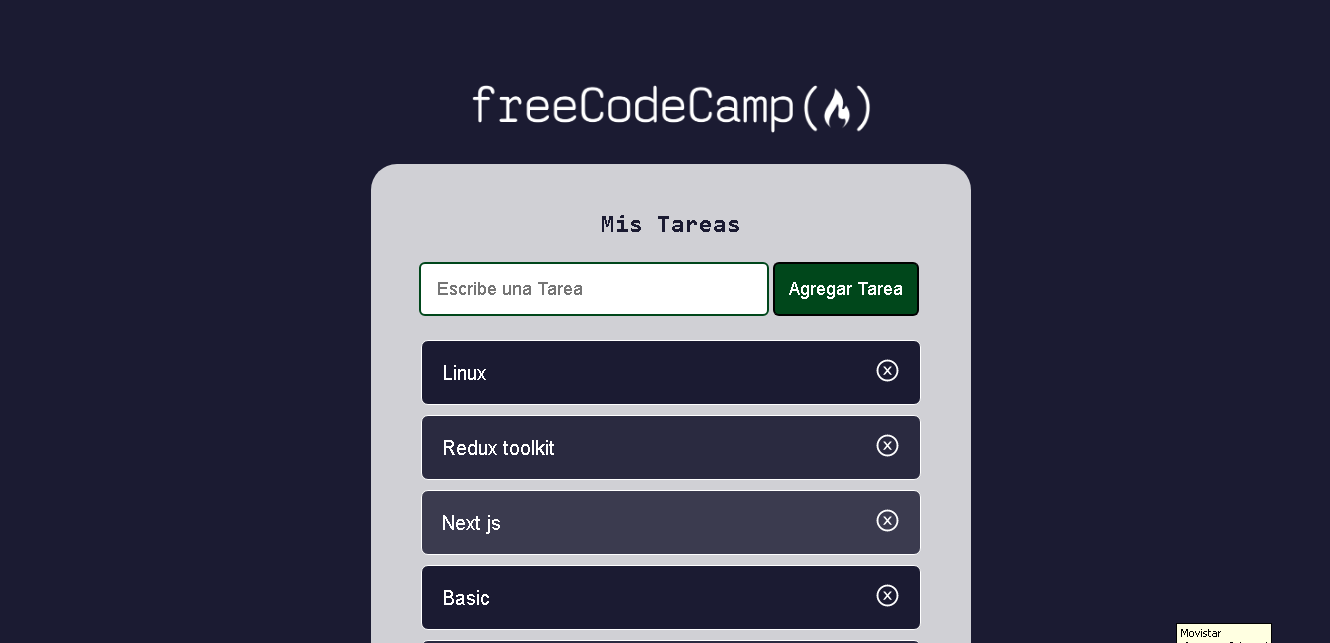 freeCodeCamp(🔥)
Mis Tareas
Escribe una Tarea
Agregar Tarea
Linux
Redux toolkit
Next js
Basic
Movistar